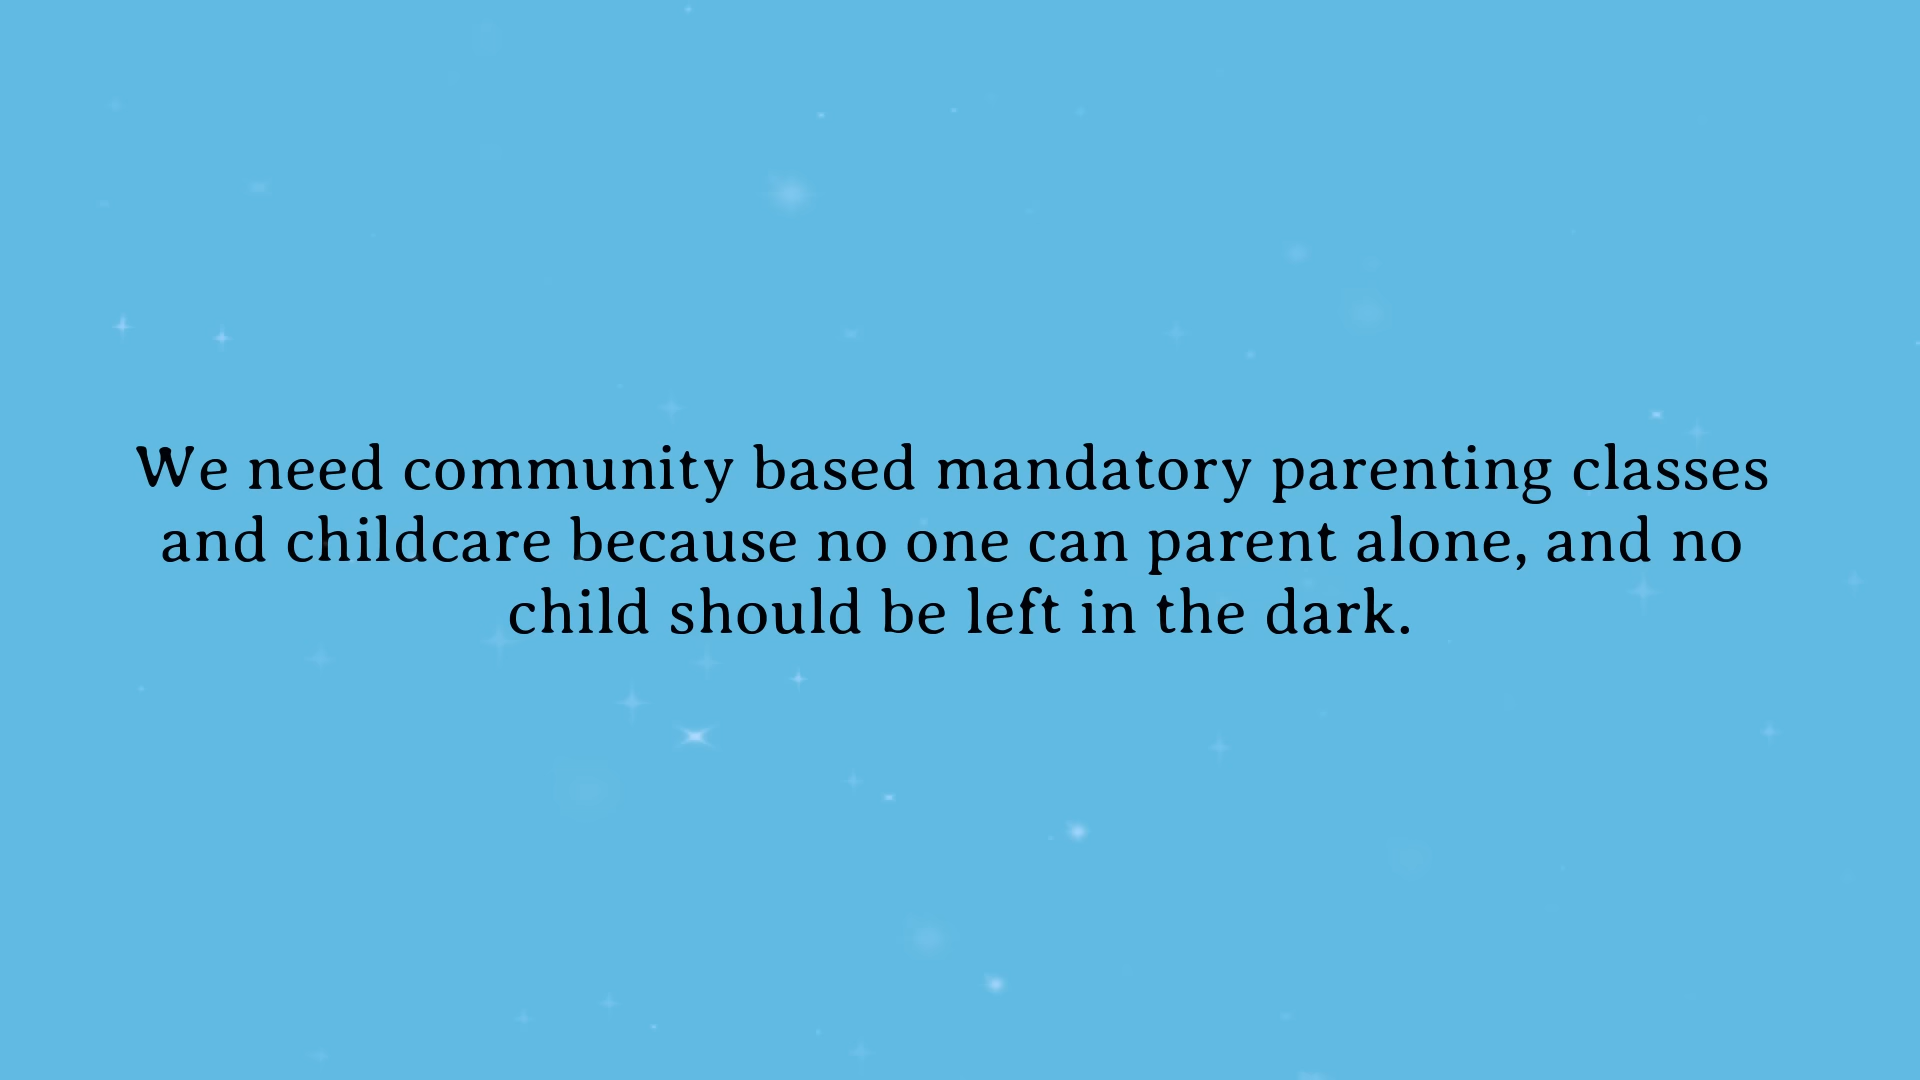 We need community based mandatory parenting classes
and childcare because no one can parent alone, and no
child should be left in the dark.